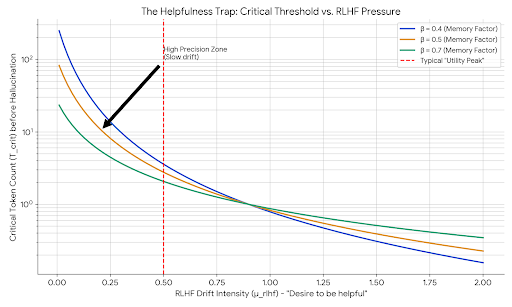 The Helpfulness Trap: Critical Threshold vs. RLHF Pressure
β = 0.4 (Memory Factor)
β = 0.5 (Memory Factor)
β = 0.7 (Memory Factor)
Typical "Utility Peak"
High Precision Zone
(Slow drift)
Critical Token Count (T_crit) before Hallucination
10²
10¹
10⁰
0.00 0.25 0.50 0.75 1.00 1.25 1.50 1.75 2.00
RLHF Drift Intensity (μ_rlhf) - "Desire to be helpful"